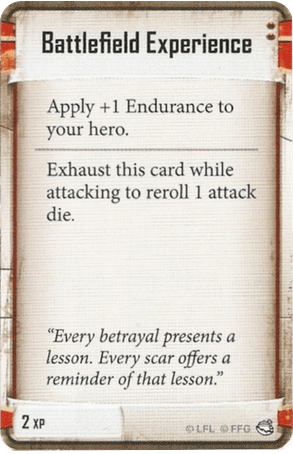 Battlefield Experience
Apply +1 Endurance to
your hero.
Exhaust this card while
attacking to reroll 1 attack
die.
“Every betrayal presents a
lesson. Every scar offers a
reminder of that lesson.”
2 XP
© LFL © FFG